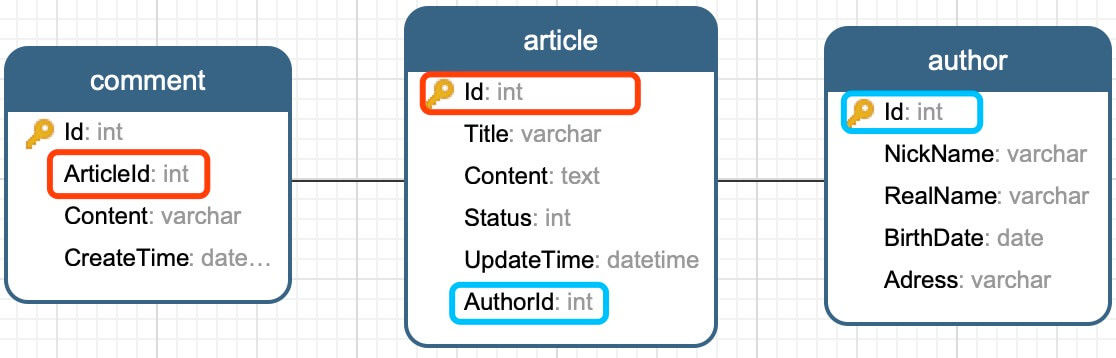 comment
Id: int
ArticleId: int
Content: varchar
CreateTime: date…
article
Id: int
Title: varchar
Content: text
Status: int
UpdateTime: datetime
AuthorId: int
author
Id: int
NickName: varchar
RealName: varchar
BirthDate: date
Adress: varchar